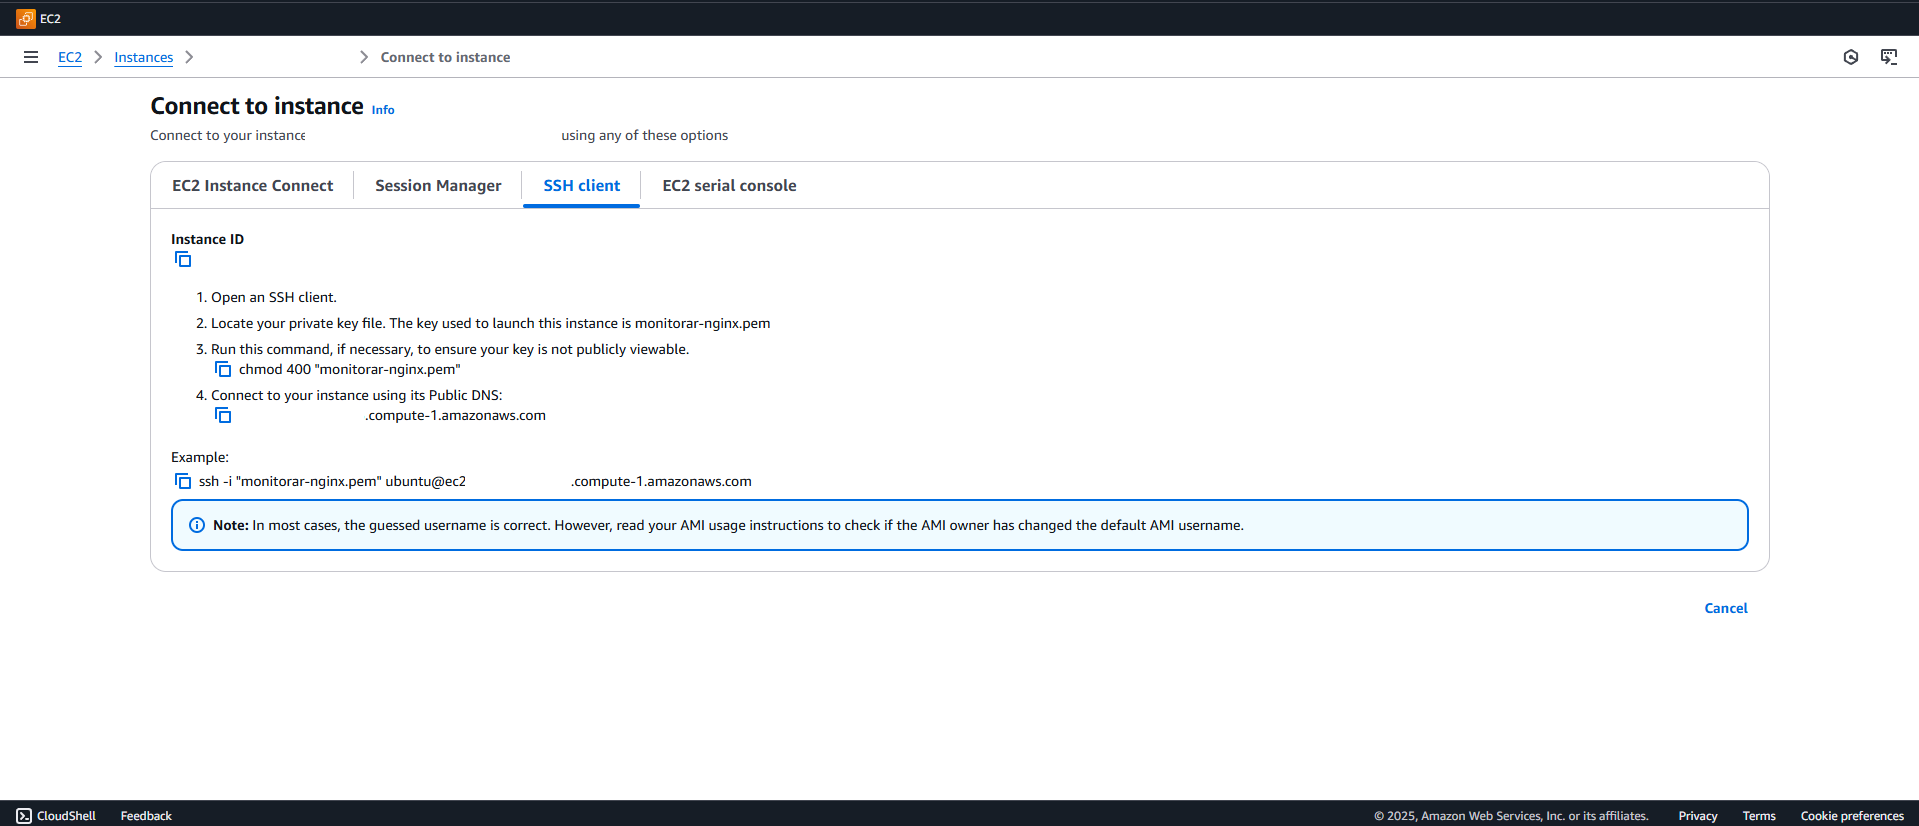 EC2
EC2 > Instances > > Connect to instance
Connect to instance Info
Connect to your instance using any of these options
EC2 Instance Connect
Session Manager
SSH client
EC2 serial console
Instance ID
1. Open an SSH client.
2. Locate your private key file. The key used to launch this instance is monitorar-nginx.pem
3. Run this command, if necessary, to ensure your key is not publicly viewable.
chmod 400 "monitorar-nginx.pem"
4. Connect to your instance using its Public DNS:
.compute-1.amazonaws.com
Example:
ssh -i "monitorar-nginx.pem" ubuntu@ec2 .compute-1.amazonaws.com
Note: In most cases, the guessed username is correct. However, read your AMI usage instructions to check if the AMI owner has changed the default AMI username.
Cancel
CloudShell Feedback © 2025, Amazon Web Services, Inc. or its affiliates. Privacy Terms Cookie preferences